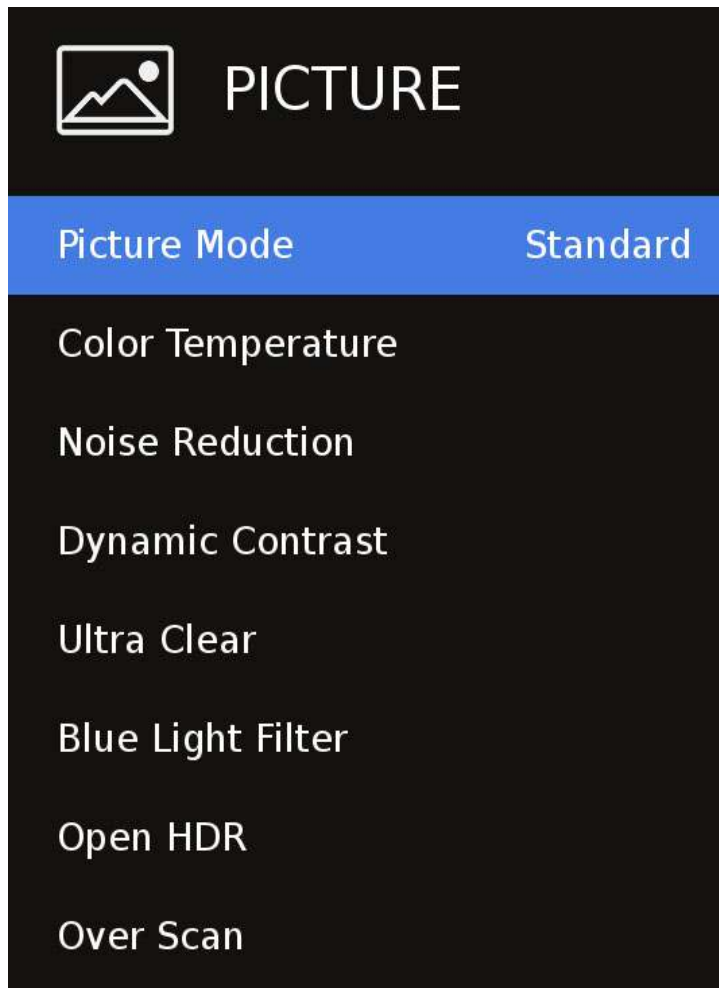 PICTURE
Picture Mode Standard
Color Temperature
Noise Reduction
Dynamic Contrast
Ultra Clear
Blue Light Filter
Open HDR
Over Scan